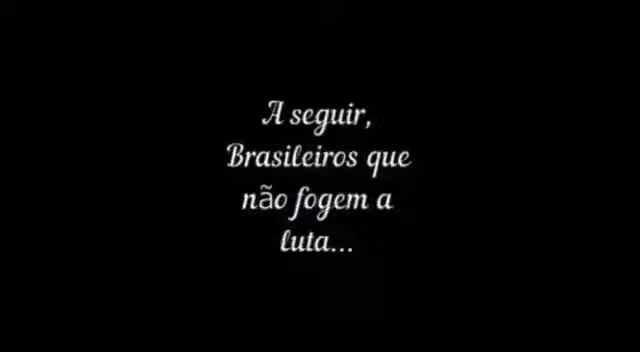 A seguir,
Brasileiros que
não fogem a
luta...